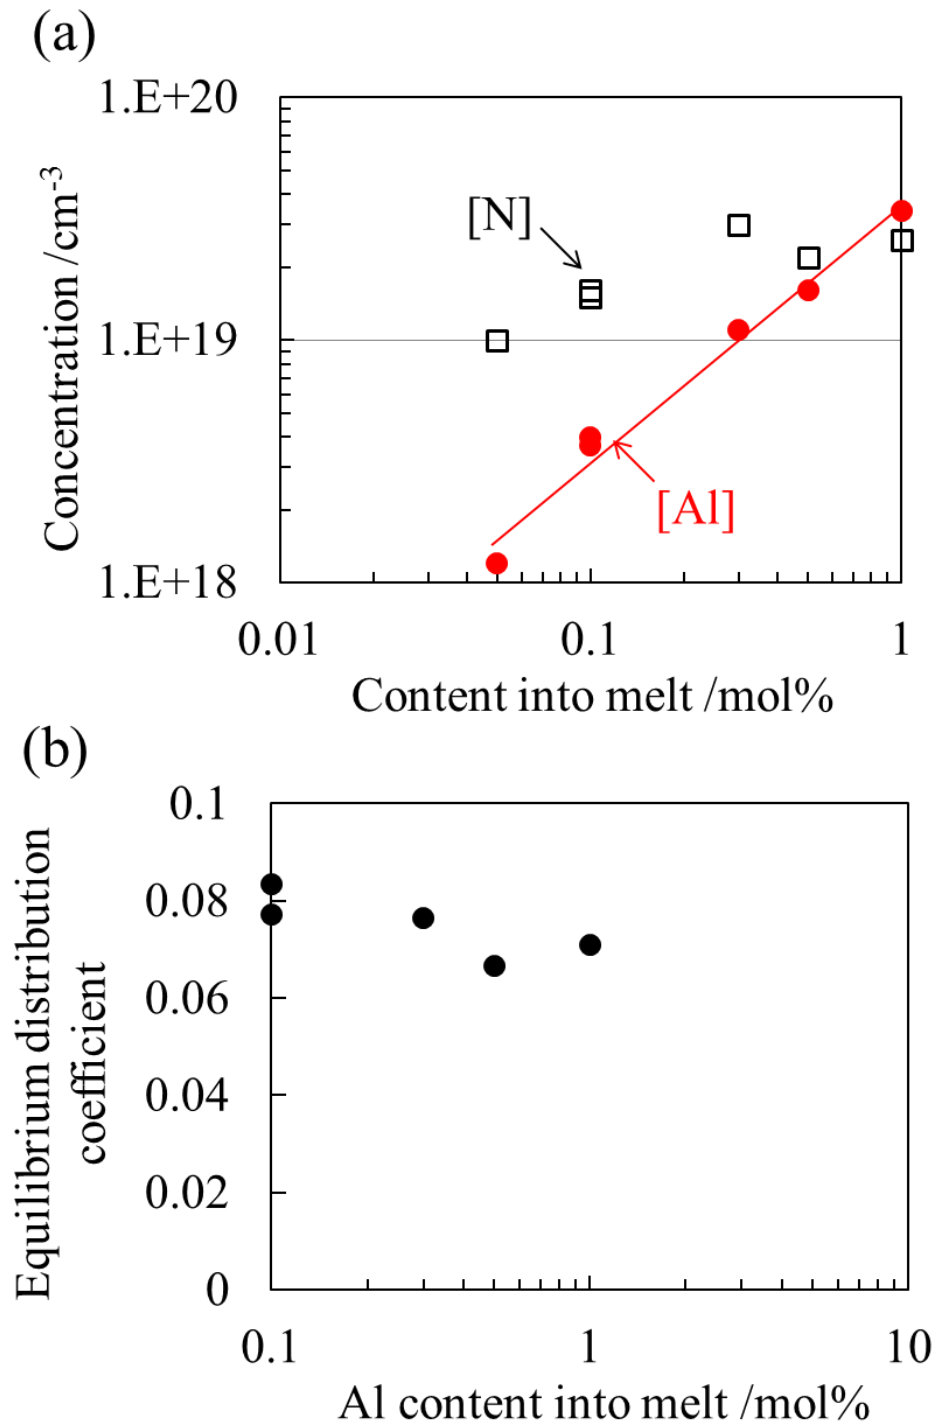 (a)
Concentration /cm-3
1.E+20
1.E+19
1.E+18
[N]
[Al]
0.01
0.1
1
Content into melt /mol%
(b)
Equilibrium distribution
coefficient
0.1
0.08
0.06
0.04
0.02
0
0.1
1
10
Al content into melt /mol%